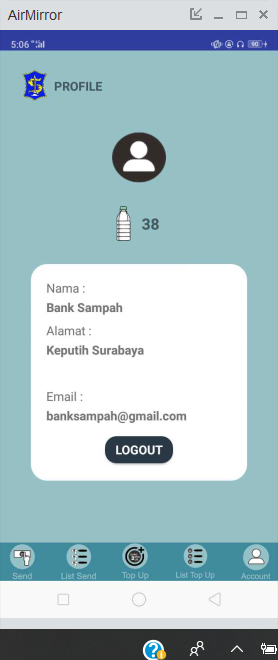 AirMirror
5:06
90
PROFILE
38
Nama :
Bank Sampah
Alamat :
Keputih Surabaya
Email :
banksampah@gmail.com
LOGOUT
Send
List Send
Top Up
List Top Up
Account